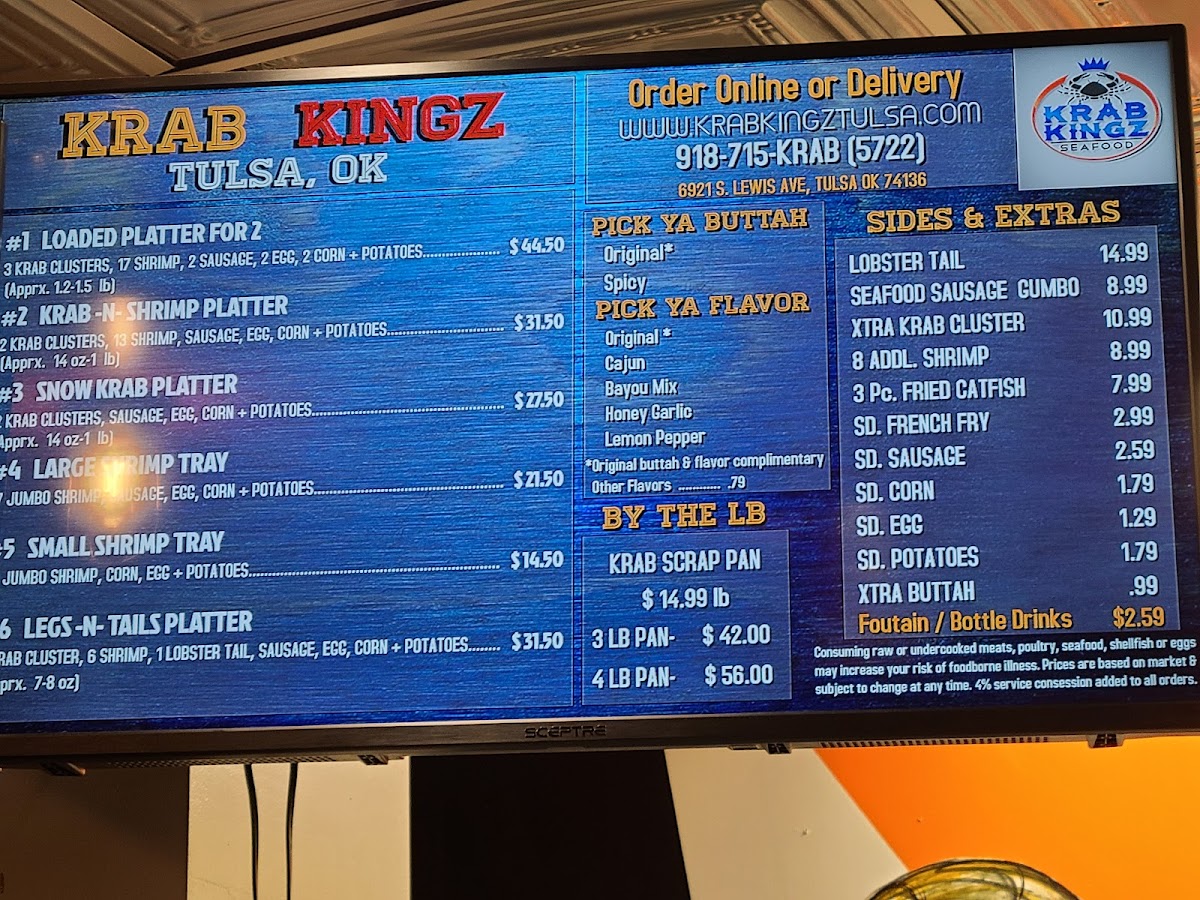 KRAB KINGZ
TULSA, OK
#1 LOADED PLATTER FOR 2
3 KRAB CLUSTERS, 17 SHRIMP, 2 SAUSAGE, 2 EGG, 2 CORN + POTATOES.................. $44.50
(Apprx. 1.2-1.5 lb)
#2 KRAB -N- SHRIMP PLATTER
2 KRAB CLUSTERS, 13 SHRIMP, SAUSAGE, EGG, CORN + POTATOES............................ $31.50
(Apprx. 14 oz-1 lb)
#3 SNOW KRAB PLATTER
KRAB CLUSTERS, SAUSAGE, EGG, CORN + POTATOES............................................. $27.50
Apprx. 14 oz-1 lb)
#4 LARGE SHRIMP TRAY
JUMBO SHRIMP, SAUSAGE, EGG, CORN + POTATOES............................................. $21.50
5 SMALL SHRIMP TRAY
JUMBO SHRIMP, CORN, EGG + POTATOES............................................................ $14.50
6 LEGS -N- TAILS PLATTER
RAB CLUSTER, 6 SHRIMP, 1 LOBSTER TAIL, SAUSAGE, EGG, CORN + POTATOES........ $31.50
prx. 7-8 oz)
Order Online or Delivery
WWW.KRABKINGZTULSA.COM
918-715-KRAB (5722)
6921 S. LEWIS AVE, TULSA OK 74136
KRAB
KINGZ
SEAFOOD
PICK YA BUTTAH
Original*
Spicy
PICK YA FLAVOR
Original *
Cajun
Bayou Mix
Honey Garlic
Lemon Pepper
*Original buttah & flavor complimentary
Other Flavors ............ .79
BY THE LB
KRAB SCRAP PAN
$ 14.99 lb
3 LB PAN- $ 42.00
4 LB PAN- $ 56.00
SIDES & EXTRAS
LOBSTER TAIL 14.99
SEAFOOD SAUSAGE GUMBO 8.99
XTRA KRAB CLUSTER 10.99
8 ADDL. SHRIMP 8.99
3 Pc. FRIED CATFISH 7.99
SD. FRENCH FRY 2.99
SD. SAUSAGE 2.59
SD. CORN 1.79
SD. EGG 1.29
SD. POTATOES 1.79
XTRA BUTTAH .99
Foutain / Bottle Drinks $2.59
Consuming raw or undercooked meats, poultry, seafood, shellfish or eggs
may increase your risk of foodborne illness. Prices are based on market &
subject to change at any time. 4% service consession added to all orders.
SCEPTRE